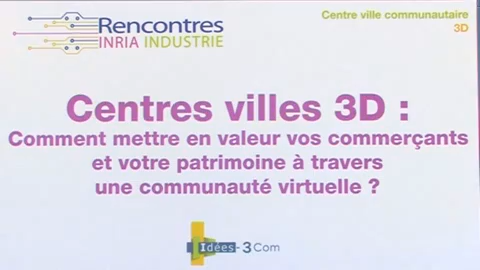 Rencontres
INRIA INDUSTRIE
Centre ville communautaire
3D
Centres villes 3D :
Comment mettre en valeur vos commerçants
et votre patrimoine à travers
une communauté virtuelle ?
Idées-3Com